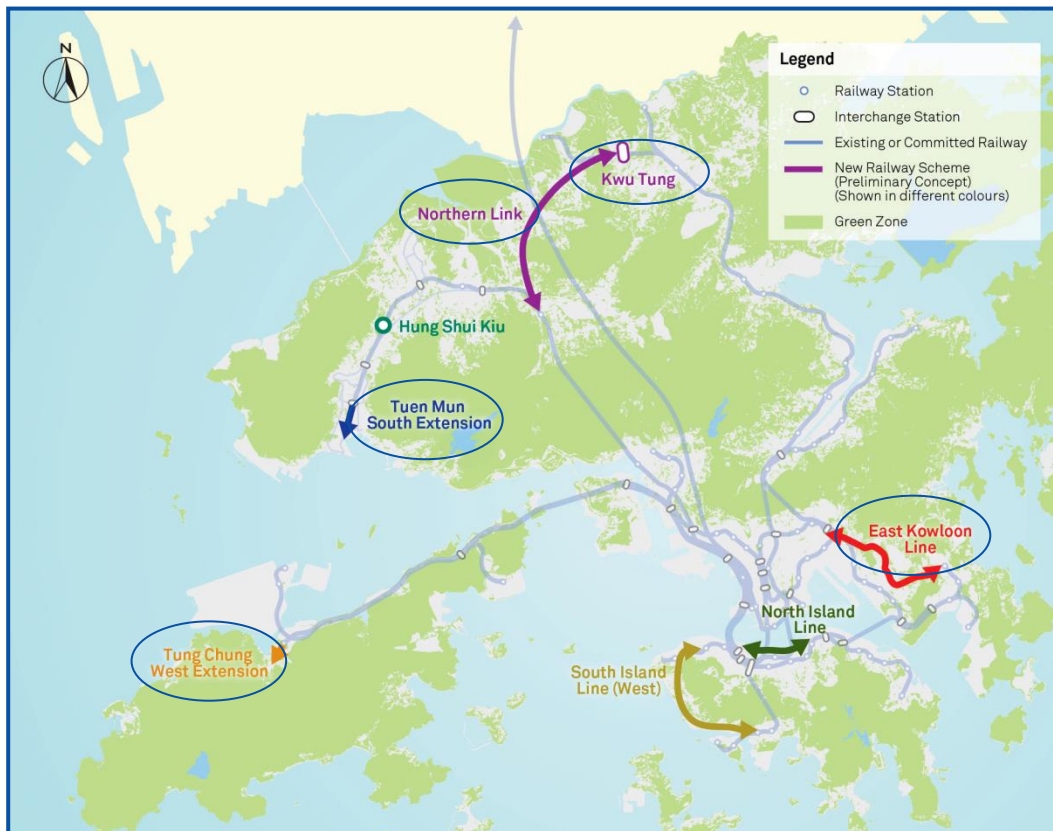 N
Legend
Railway Station
Interchange Station
Existing or Committed Railway
New Railway Scheme
(Preliminary Concept)
(Shown in different colours)
Green Zone
Kwu Tung
Northern Link
Hung Shui Kiu
Tuen Mun
South Extension
East Kowloon
Line
North Island
Line
Tung Chung
West Extension
South Island
Line (West)